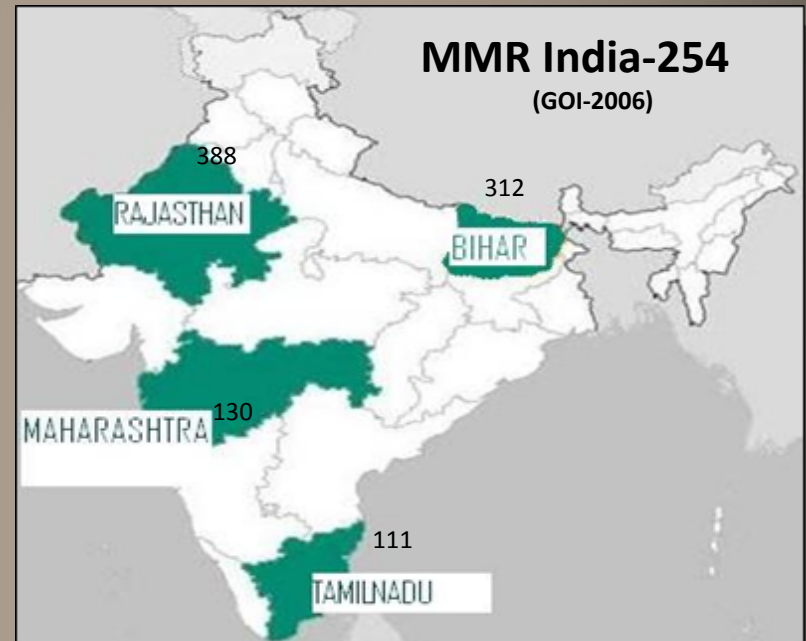 MMR India-254
(GOI-2006)
388
RAJASTHAN
312
BIHAR
130
MAHARASHTRA
111
TAMILNADU